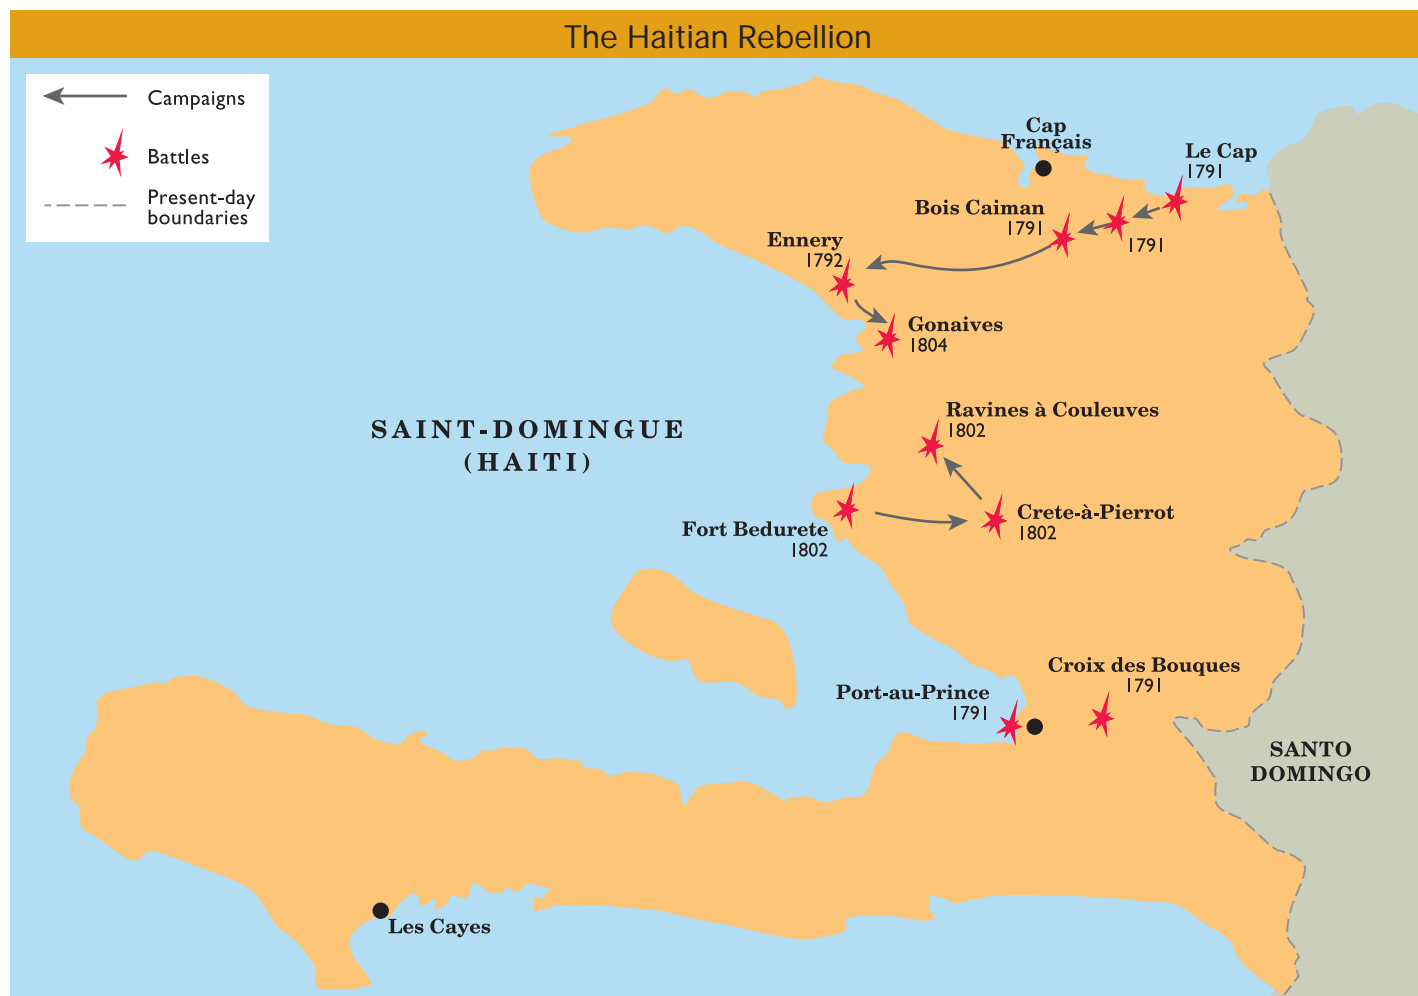 The Haitian Rebellion
Campaigns
Battles
Present-day
boundaries
Cap
Français
Le Cap
1791
Bois Caiman
1791
1791
Ennery
1792
Gonaives
1804
SAINT-DOMINGUE
(HAITI)
Ravines à Couleuves
1802
Crete-à-Pierrot
1802
Fort Bedurete
1802
Croix des Bouques
1791
Port-au-Prince
1791
SANTO
DOMINGO
Les Cayes